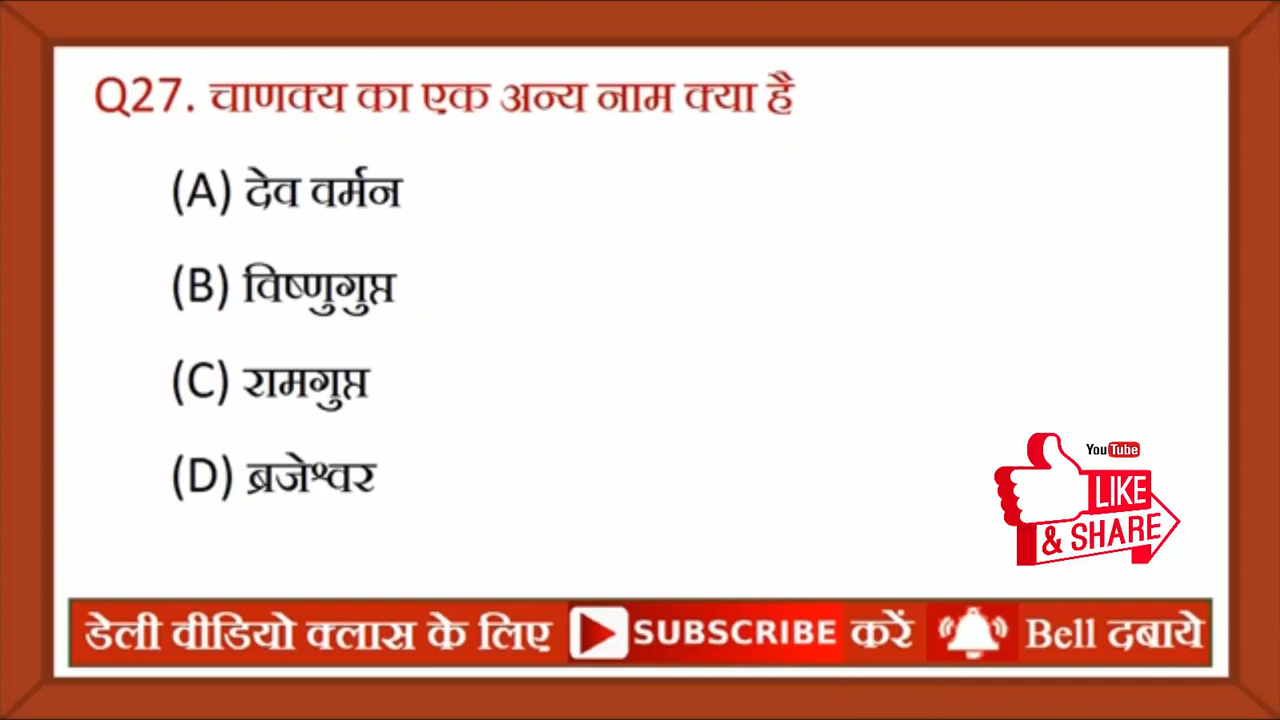 Q27. चाणक्य का एक अन्य नाम क्या है
(A) देव वर्मन
(B) विष्णुगुप्त
(C) रामगुप्त
(D) ब्रजेश्वर
YouTube
LIKE
& SHARE
डेली वीडियो क्लास के लिए SUBSCRIBE करें Bell दबाये